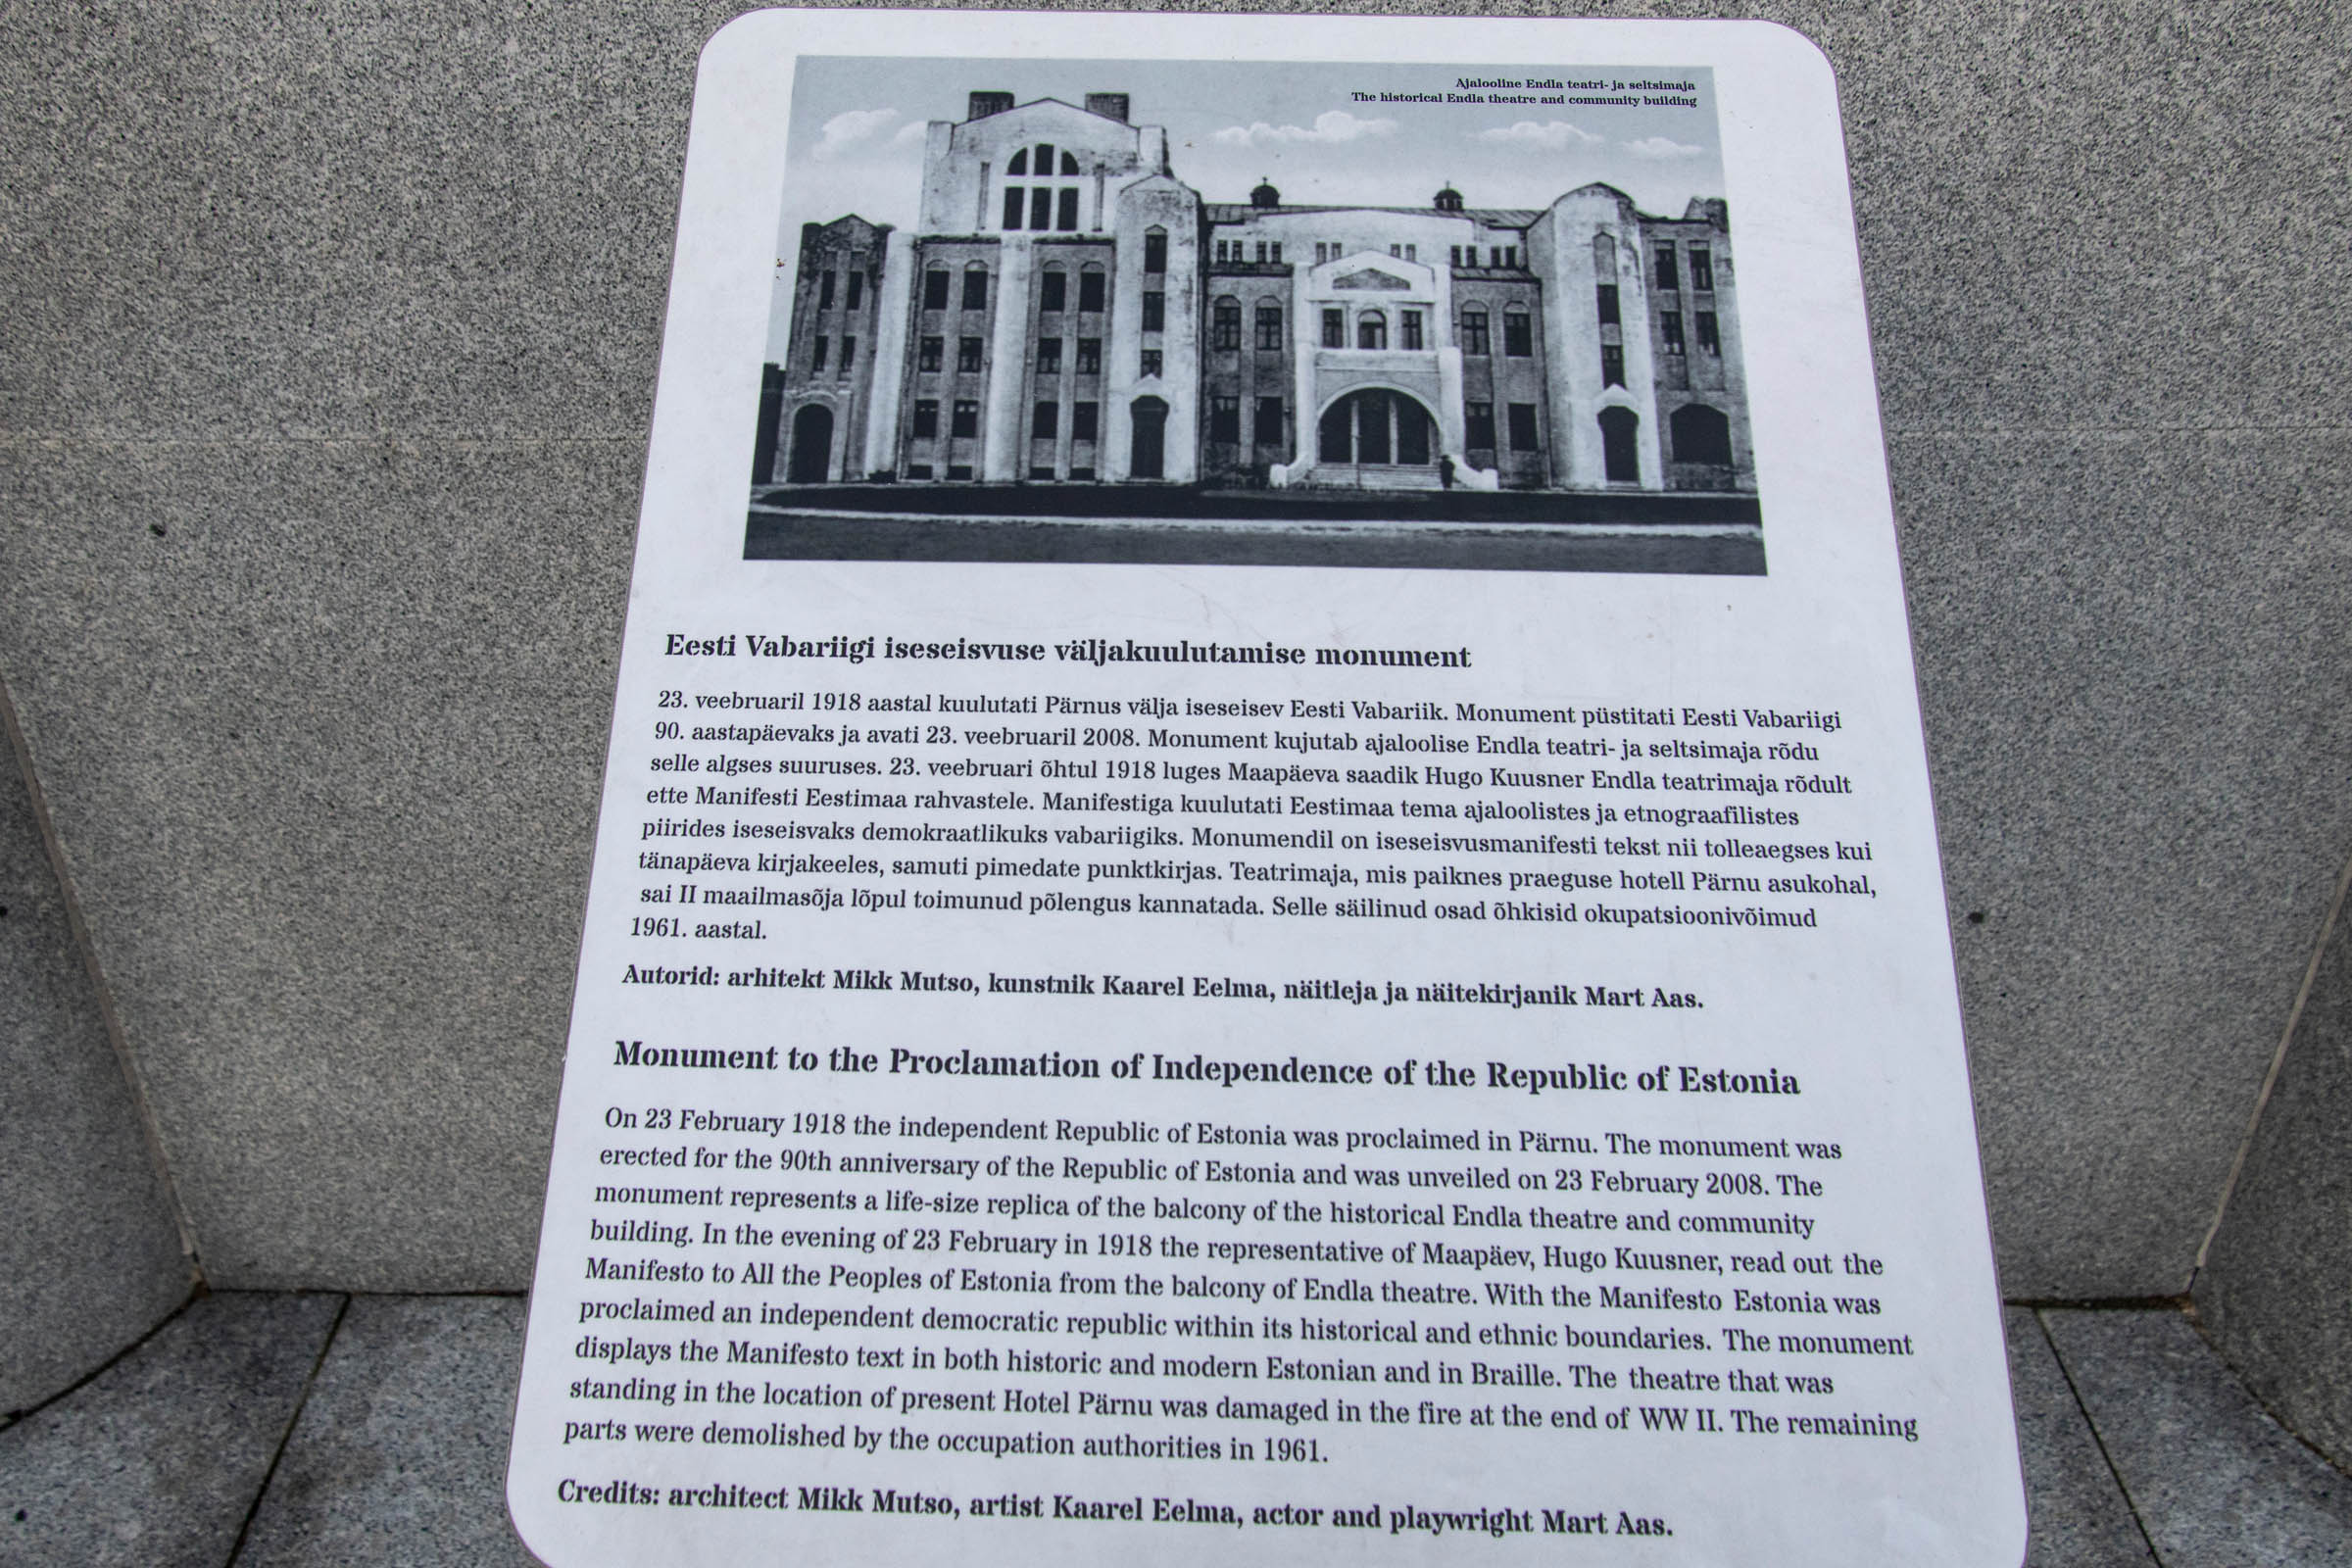 Ajalooline Endla teatri- ja seltsimaja
The historical Endla theatre and community building
Eesti Vabariigi iseseisvuse väljakuulutamise monument
23. veebruaril 1918 aastal kuulutati Pärnus välja iseseisev Eesti Vabariik. Monument püstitati Eesti Vabariigi
90. aastapäevaks ja avati 23. veebruaril 2008. Monument kujutab ajaloolise Endla teatri- ja seltsimaja rõdu
selle algses suuruses. 23. veebruari õhtul 1918 luges Maapäeva saadik Hugo Kuusner Endla teatrimaja rõdult
ette Manifesti Eestimaa rahvastele. Manifestiga kuulutati Eestimaa tema ajaloolistes ja etnograafilistes
piirides iseseisvaks demokraatlikuks vabariigiks. Monumendil on iseseisvusmanifesti tekst nii tolleaegses kui
tänapäeva kirjakeeles, samuti pimedate punktkirjas. Teatrimaja, mis paiknes praeguse hotell Pärnu asukohal,
sai II maailmasõja lõpul toimunud põlengus kannatada. Selle säilinud osad õhkisid okupatsioonivõimud
1961. aastal.
Autorid: arhitekt Mikk Mutso, kunstnik Kaarel Eelma, näitleja ja näitekirjanik Mart Aas.
Monument to the Proclamation of Independence of the Republic of Estonia
On 23 February 1918 the independent Republic of Estonia was proclaimed in Pärnu. The monument was
erected for the 90th anniversary of the Republic of Estonia and was unveiled on 23 February 2008. The
monument represents a life-size replica of the balcony of the historical Endla theatre and community
building. In the evening of 23 February in 1918 the representative of Maapäev, Hugo Kuusner, read out the
Manifesto to All the Peoples of Estonia from the balcony of Endla theatre. With the Manifesto Estonia was
proclaimed an independent democratic republic within its historical and ethnic boundaries. The monument
displays the Manifesto text in both historic and modern Estonian and in Braille. The theatre that was
standing in the location of present Hotel Pärnu was damaged in the fire at the end of WW II. The remaining
parts were demolished by the occupation authorities in 1961.
Credits: architect Mikk Mutso, artist Kaarel Eelma, actor and playwright Mart Aas.